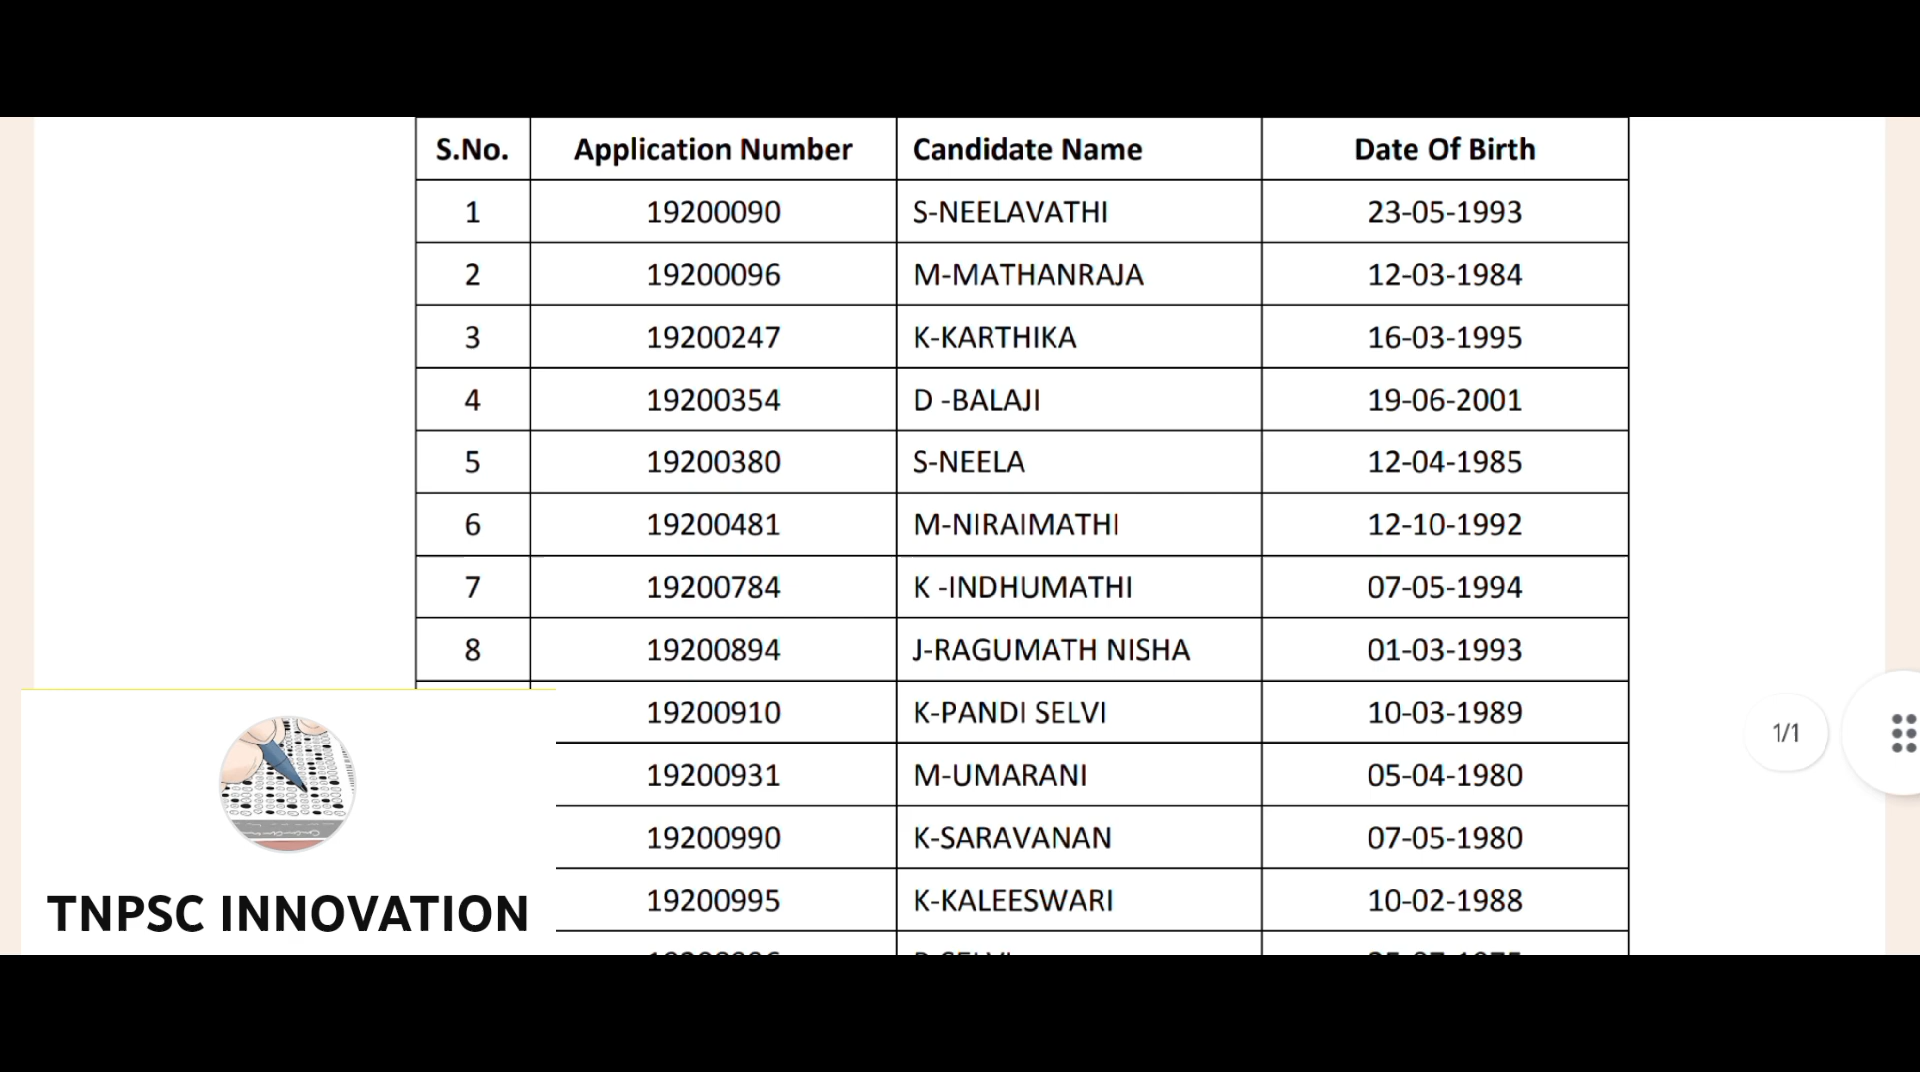 S.No. Application Number Candidate Name Date Of Birth
1 19200090 S-NEELAVATHI 23-05-1993
2 19200096 M-MATHANRAJA 12-03-1984
3 19200247 K-KARTHIKA 16-03-1995
4 19200354 D -BALAJI 19-06-2001
5 19200380 S-NEELA 12-04-1985
6 19200481 M-NIRAIMATHI 12-10-1992
7 19200784 K -INDHUMATHI 07-05-1994
8 19200894 J-RAGUMATH NISHA 01-03-1993
19200910 K-PANDI SELVI 10-03-1989
1/1
19200931 M-UMARANI 05-04-1980
19200990 K-SARAVANAN 07-05-1980
19200995 K-KALEESWARI 10-02-1988
TNPSC INNOVATION